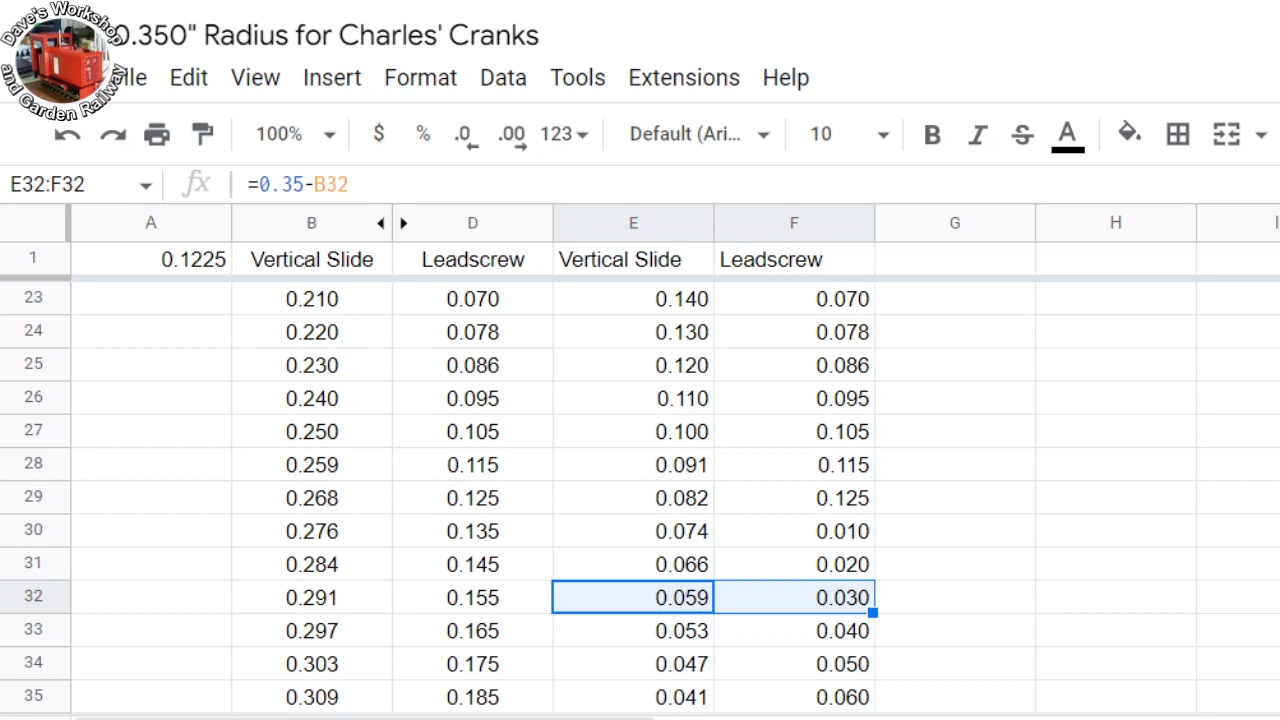 Dave's Workshop
and Garden Railway
0.350" Radius for Charles' Cranks
ile Edit View Insert Format Data Tools Extensions Help
100% $ % .0 .00 123 Default (Ari... 10 B I S A
E32:F32 fx =0.35-B32
A B D E F G H I
1 0.1225 Vertical Slide Leadscrew Vertical Slide Leadscrew
23 0.210 0.070 0.140 0.070
24 0.220 0.078 0.130 0.078
25 0.230 0.086 0.120 0.086
26 0.240 0.095 0.110 0.095
27 0.250 0.105 0.100 0.105
28 0.259 0.115 0.091 0.115
29 0.268 0.125 0.082 0.125
30 0.276 0.135 0.074 0.010
31 0.284 0.145 0.066 0.020
32 0.291 0.155 0.059 0.030
33 0.297 0.165 0.053 0.040
34 0.303 0.175 0.047 0.050
35 0.309 0.185 0.041 0.060